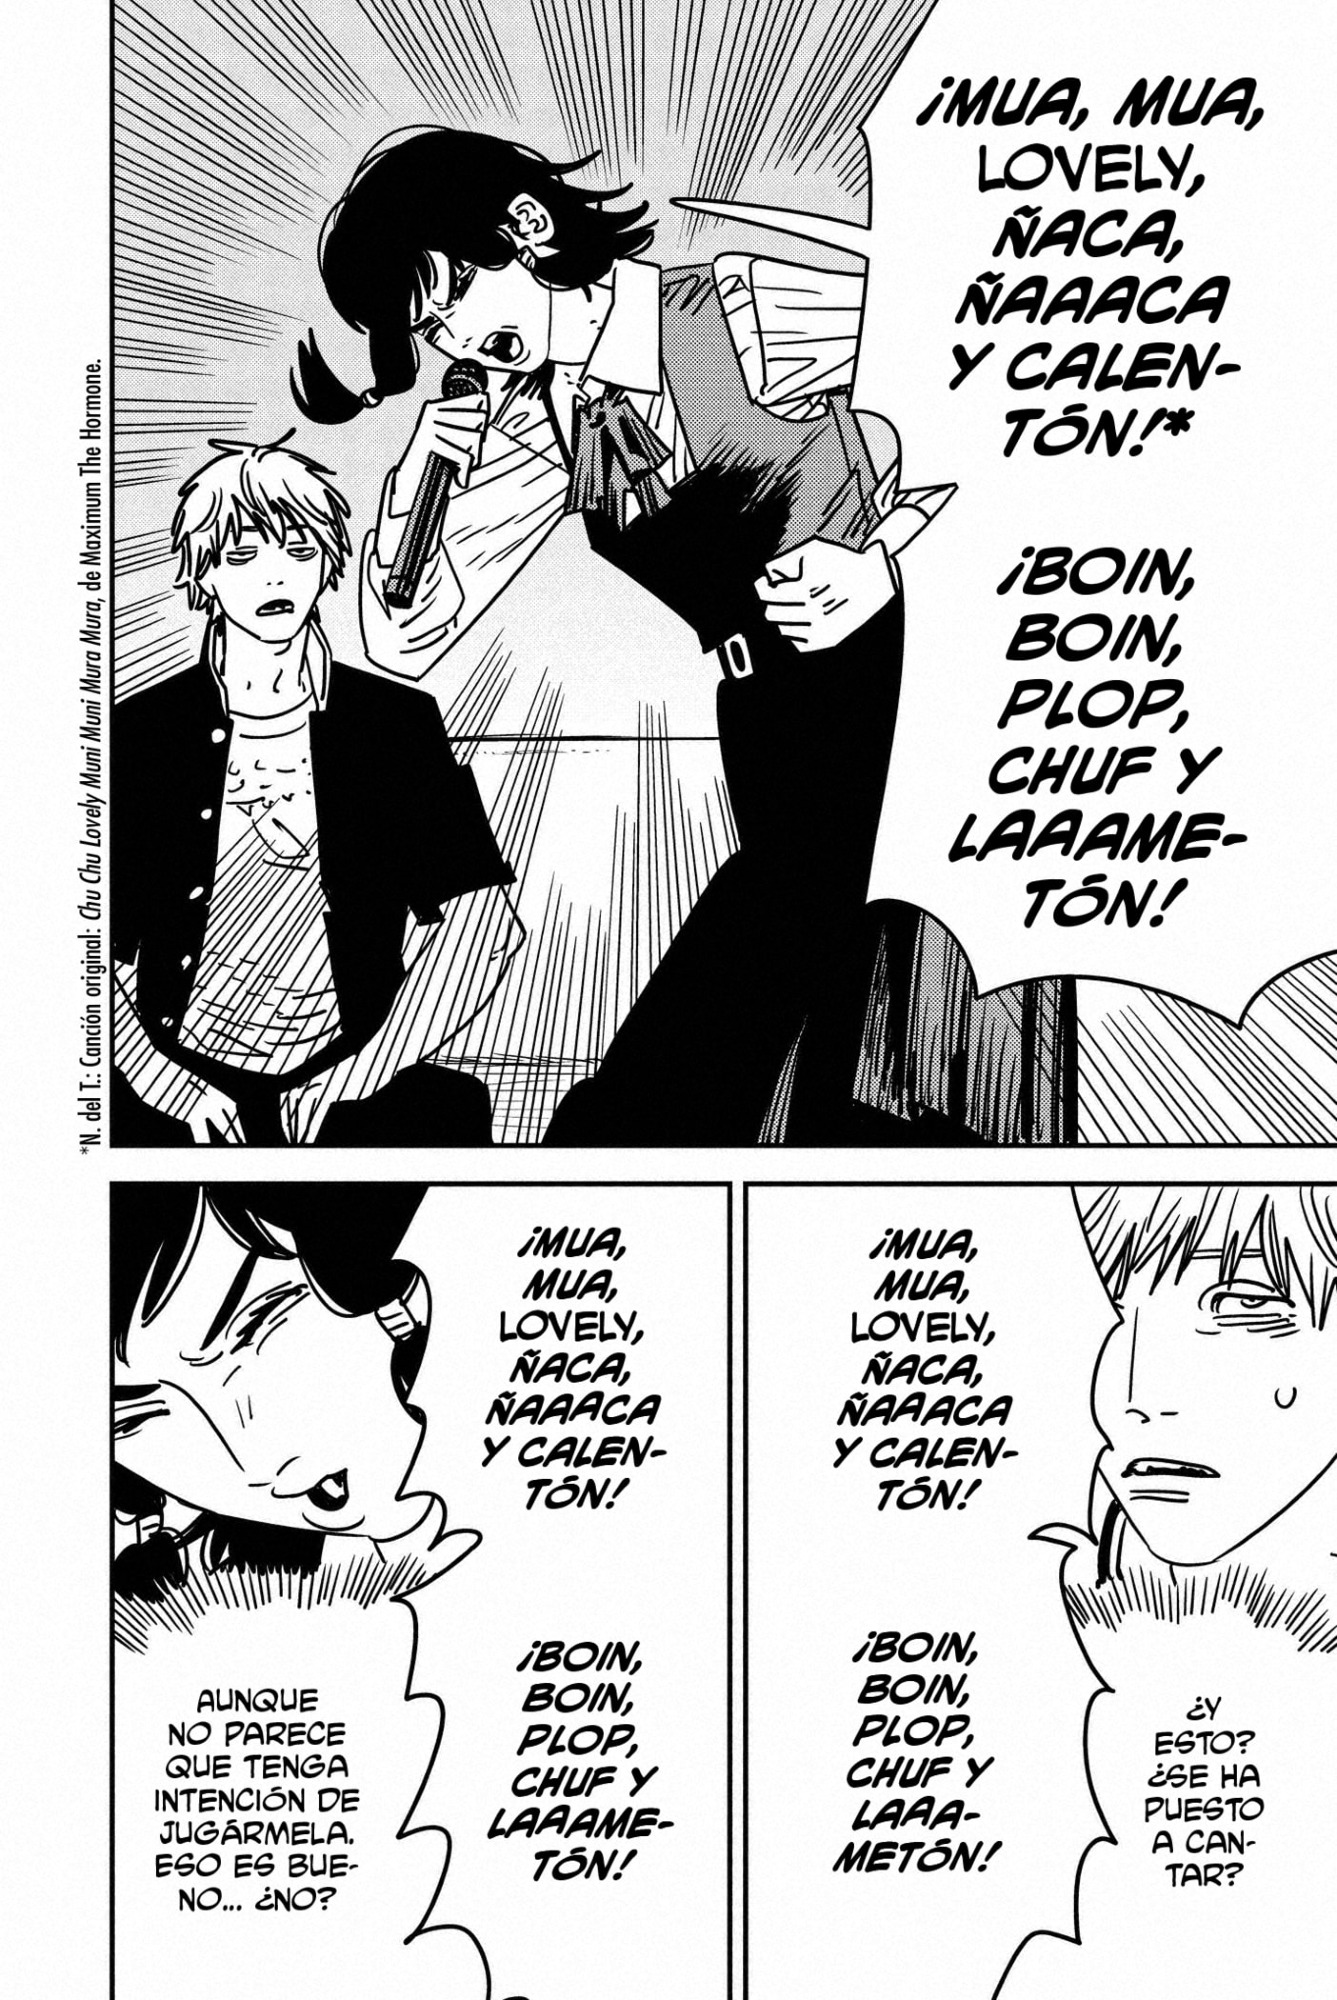 ¡MUA, MUA,
LOVELY,
ÑACA,
ÑAAACA
Y CALEN-
TÓN!*
¡BOIN,
BOIN,
PLOP,
CHUF Y
LAAAME-
TÓN!
*N. del T.: Canción original: Chu Chu Lovely Muni Muni Mura Mura, de Maximum The Hormone.
¿Y
ESTO?
¿SE HA
PUESTO
A CAN-
TAR?
¡MUA,
MUA,
LOVELY,
ÑACA,
ÑAAACA
Y CALEN-
TÓN!
¡BOIN,
BOIN,
PLOP,
CHUF Y
LAAA-
METÓN!
¡MUA,
MUA,
LOVELY,
ÑACA,
ÑAAACA
Y CALEN-
TÓN!
¡BOIN,
BOIN,
PLOP,
CHUF Y
LAAAME-
TÓN!
AUNQUE
NO PARECE
QUE TENGA
INTENCIÓN DE
JUGÁRMELA.
ESO ES BUE-
NO... ¿NO?